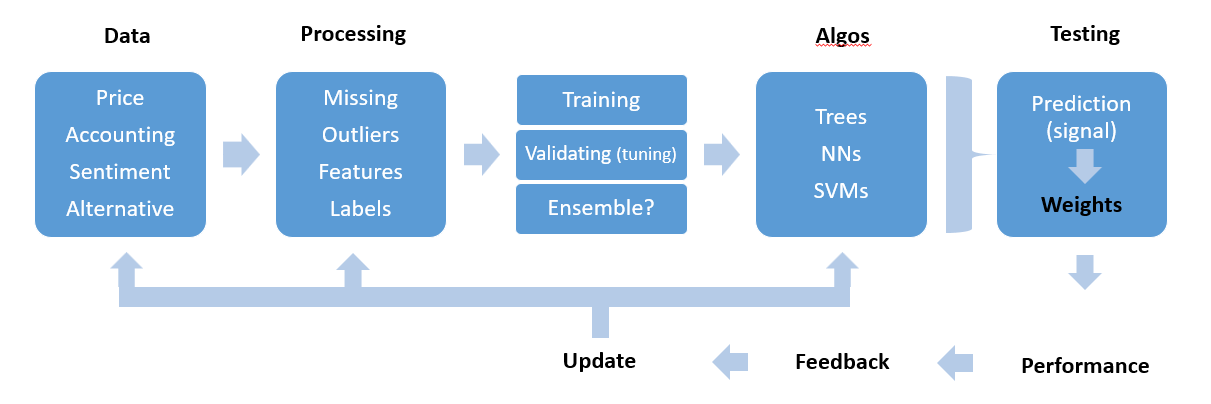 Data
Processing
Algos
Testing
Price
Accounting
Sentiment
Alternative
Missing
Outliers
Features
Labels
Training
Validating (tuning)
Ensemble?
Trees
NNs
SVMs
Prediction
(signal)
Weights
Update
Feedback
Performance